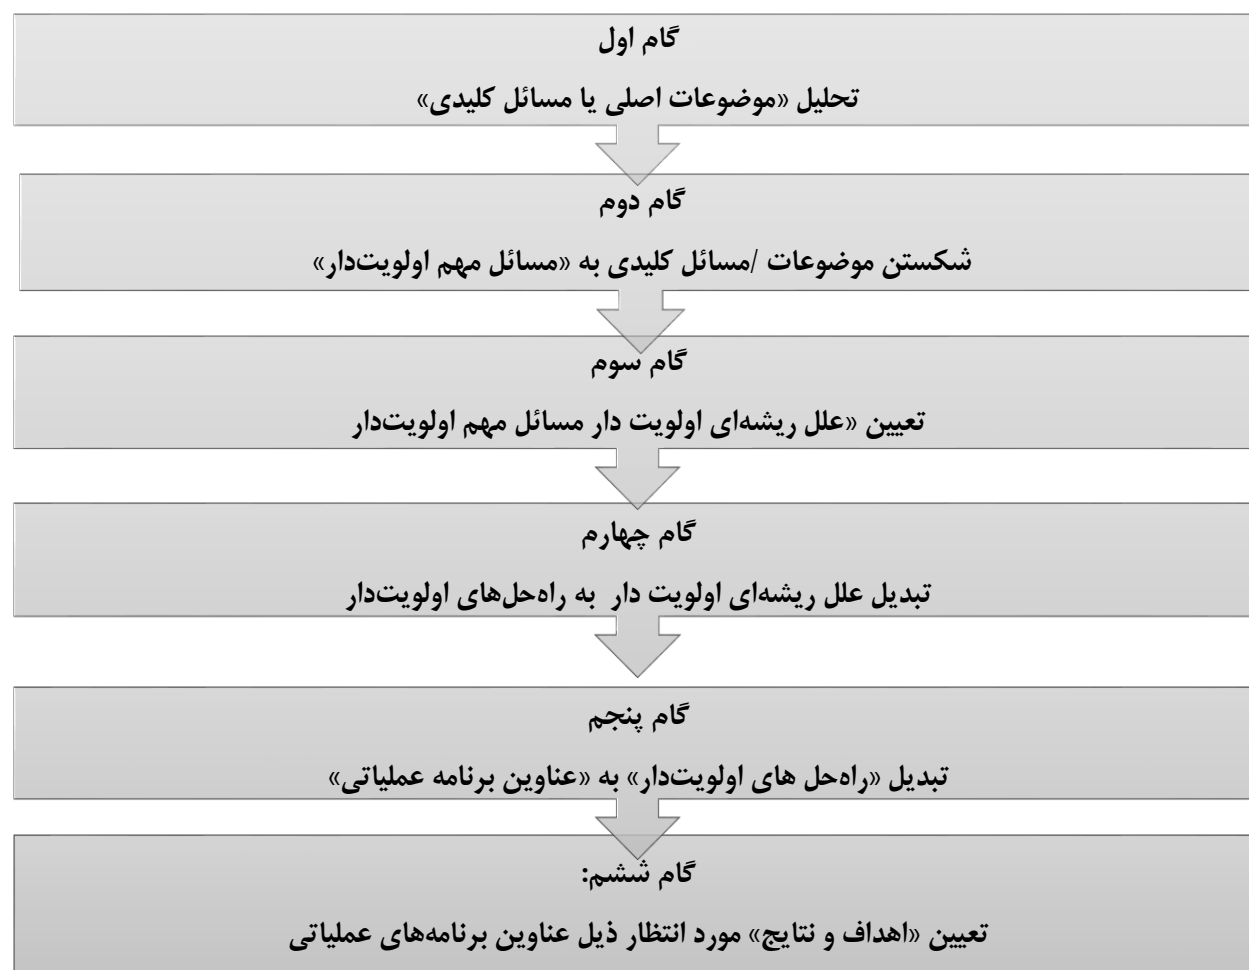 گام اول
تحلیل «موضوعات اصلی یا مسائل کلیدی»
گام دوم
شکستن موضوعات /مسائل کلیدی به «مسائل مهم اولویت‌دار»
گام سوم
تعیین «علل ریشه‌ای اولویت دار مسائل مهم اولویت‌دار
گام چهارم
تبدیل علل ریشه‌ای اولویت دار به راه‌حل‌های اولویت‌دار
گام پنجم
تبدیل «راه‌حل های اولویت‌دار» به «عناوین برنامه عملیاتی»
گام ششم:
تعیین «اهداف و نتایج» مورد انتظار ذیل عناوین برنامه‌های عملیاتی